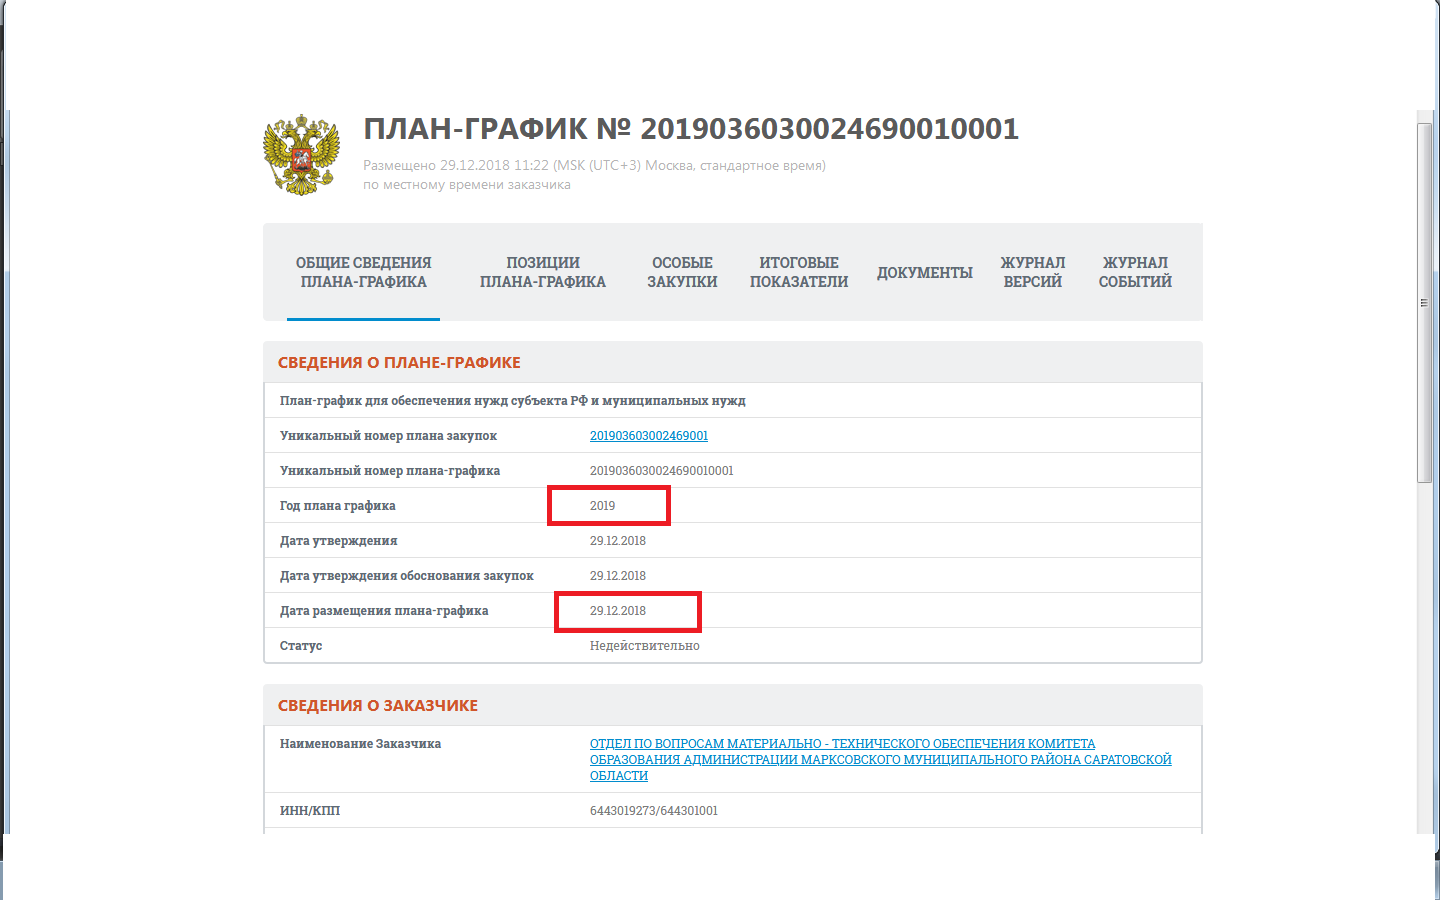 ПЛАН-ГРАФИК № 2019036030024690010001
Размещено 29.12.2018 11:22 (MSK (UTC+3) Москва, стандартное время)
по местному времени заказчика
ОБЩИЕ СВЕДЕНИЯ
ПЛАНА-ГРАФИКА
ПОЗИЦИИ
ПЛАНА-ГРАФИКА
ОСОБЫЕ
ЗАКУПКИ
ИТОГОВЫЕ
ПОКАЗАТЕЛИ
ДОКУМЕНТЫ
ЖУРНАЛ
ВЕРСИЙ
ЖУРНАЛ
СОБЫТИЙ
СВЕДЕНИЯ О ПЛАНЕ-ГРАФИКЕ
План-график для обеспечения нужд субъекта РФ и муниципальных нужд
Уникальный номер плана закупок 201903603002469001
Уникальный номер плана-графика 2019036030024690010001
Год плана графика 2019
Дата утверждения 29.12.2018
Дата утверждения обоснования закупок 29.12.2018
Дата размещения плана-графика 29.12.2018
Статус Недействительно
СВЕДЕНИЯ О ЗАКАЗЧИКЕ
Наименование Заказчика ОТДЕЛ ПО ВОПРОСАМ МАТЕРИАЛЬНО - ТЕХНИЧЕСКОГО ОБЕСПЕЧЕНИЯ КОМИТЕТА
ОБРАЗОВАНИЯ АДМИНИСТРАЦИИ МАРКСОВСКОГО МУНИЦИПАЛЬНОГО РАЙОНА САРАТОВСКОЙ
ОБЛАСТИ
ИНН/КПП 6443019273/644301001